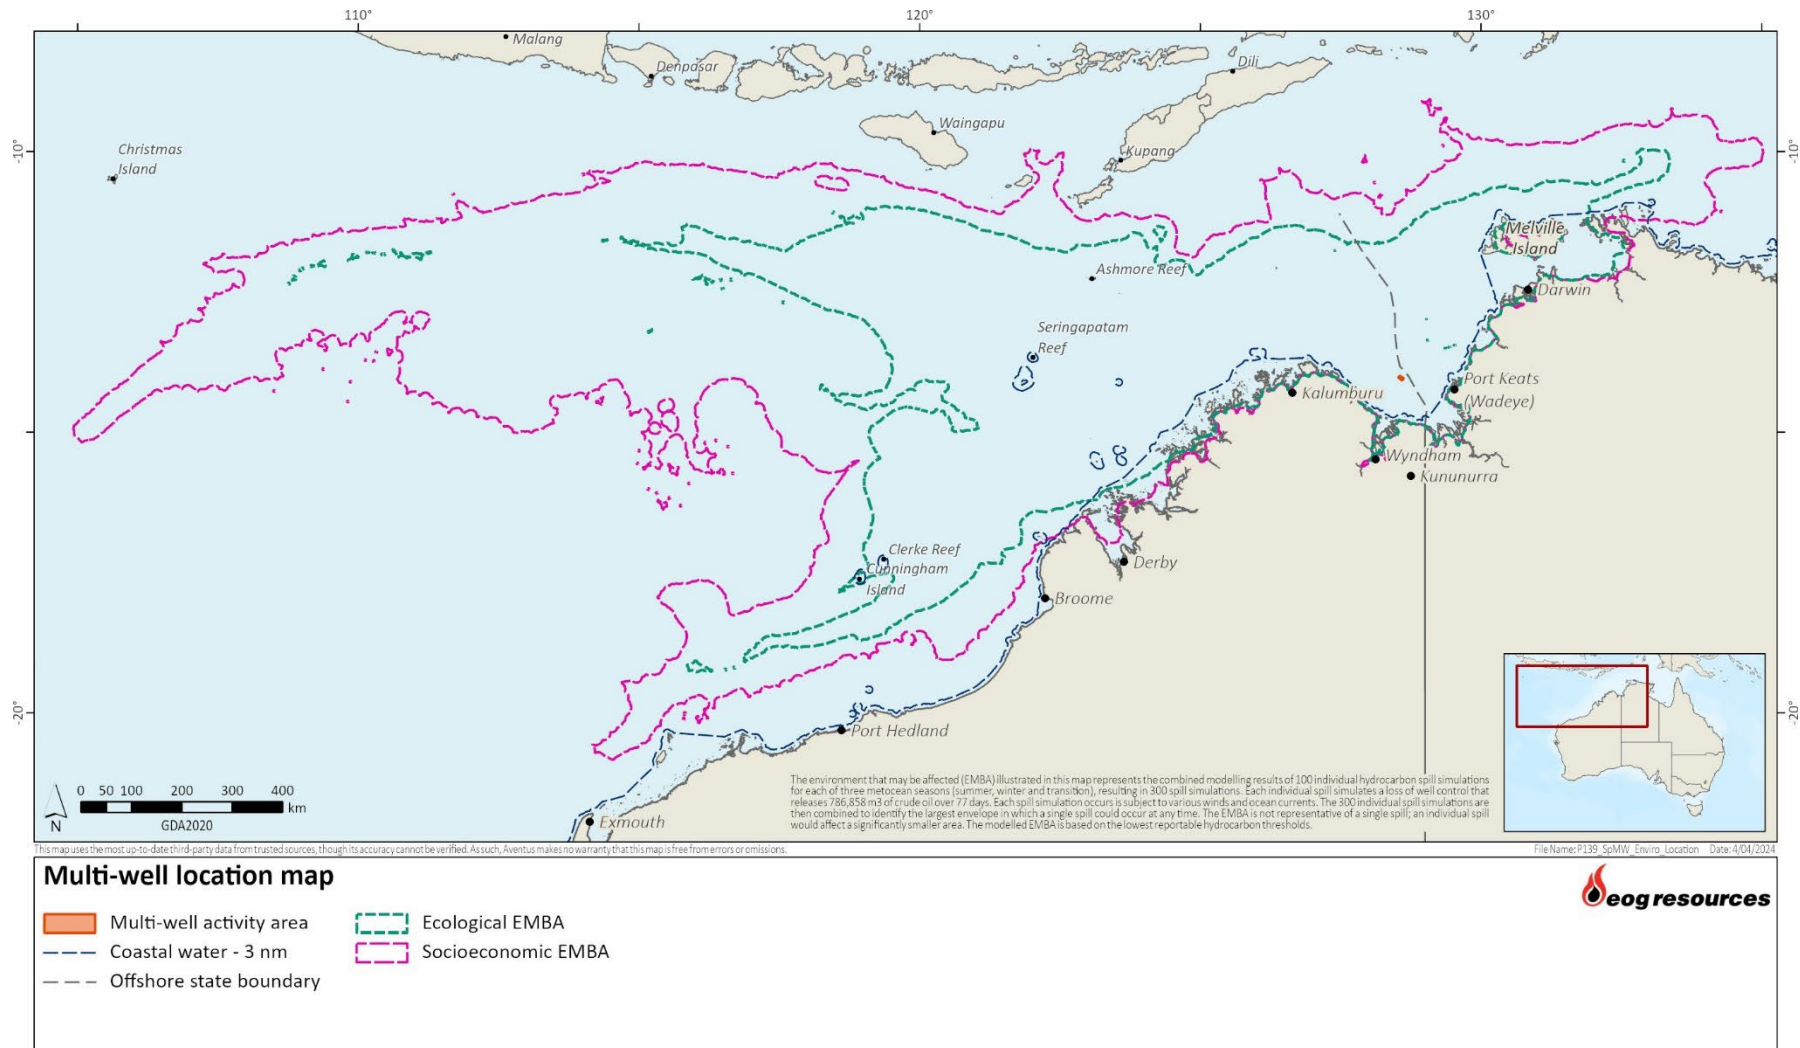 110°
120°
130°
Malang
Denpasar
Dili
Waingapu
Kupang
-10°
-10°
Christmas
Island
Melville
Island
Ashmore Reef
Darwin
Seringapatam
Reef
Port Keats
(Wadeye)
Kalumburu
Wyndham
Kununurra
Clerke Reef
Cunningham
Island
Derby
Broome
-20°
-20°
Port Hedland
Exmouth
0 50 100 200 300 400
km
N
GDA2020
The environment that may be affected (EMBA) illustrated in this map represents the combined modelling results of 100 individual hydrocarbon spill simulations
for each of three metocean seasons (summer, winter and transition), resulting in 300 spill simulations. Each individual spill simulates a loss of well control that
releases 786,858 m3 of crude oil over 77 days. Each spill simulation occurs is subject to various winds and ocean currents. The 300 individual spill simulations are
then combined to identify the largest envelope in which a single spill could occur at any time. The EMBA is not representative of a single spill; an individual spill
would affect a significantly smaller area. The modelled EMBA is based on the lowest reportable hydrocarbon thresholds.
This map uses the most up-to-date third-party data from trusted sources, though its accuracy cannot be verified. As such, Aventus makes no warranty that this map is free from errors or omissions.
File Name: P139_SpMW_Enviro_Location Date: 4/04/2024
Multi-well location map
eog resources
Multi-well activity area
Ecological EMBA
Coastal water - 3 nm
Socioeconomic EMBA
Offshore state boundary